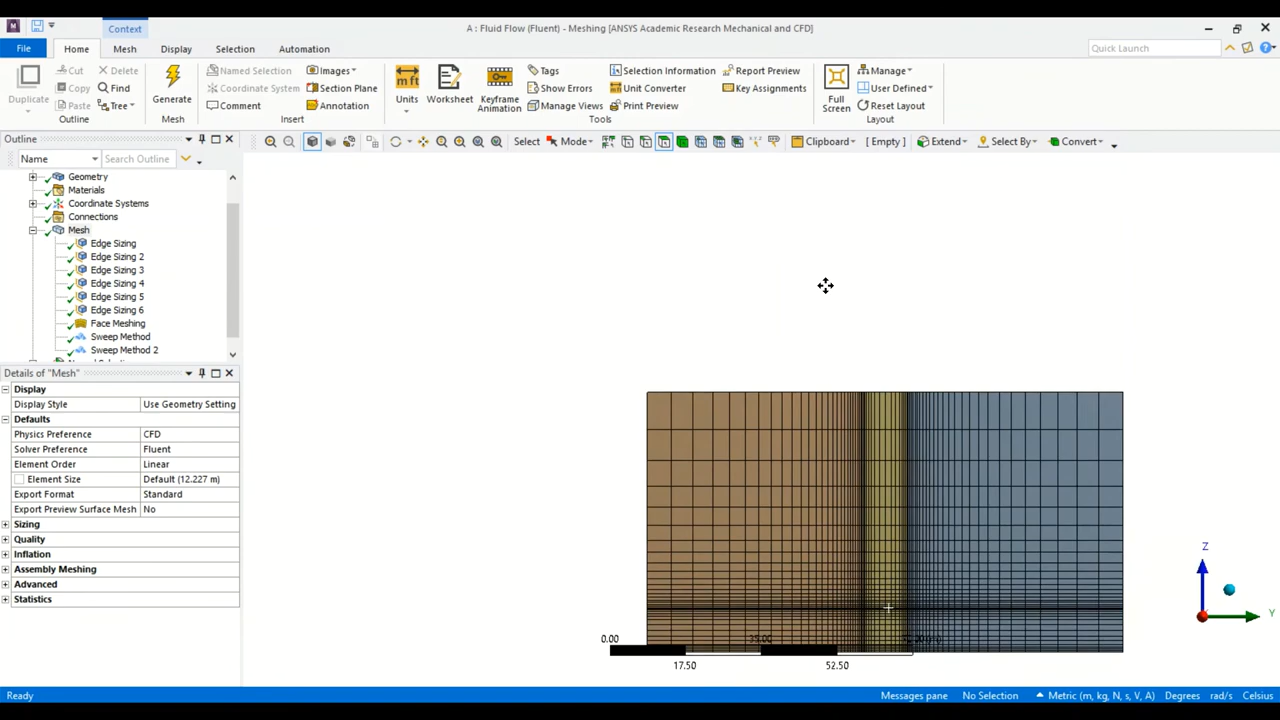 Context
A : Fluid Flow (Fluent) - Meshing [ANSYS Academic Research Mechanical and CFD]
File Home Mesh Display Selection Automation
Quick Launch
Duplicate
Cut
Copy
Paste
Delete
Find
Tree
Outline
Generate
Mesh
Named Selection
Coordinate System
Comment
Images
Section Plane
Annotation
Insert
Units
Worksheet
Keyframe
Animation
Tags
Show Errors
Manage Views
Selection Information
Unit Converter
Print Preview
Report Preview
Key Assignments
Tools
Full
Screen
Manage
User Defined
Reset Layout
Layout
Outline
Select Mode Clipboard [ Empty ] Extend Select By Convert
Name Search Outline
Geometry
Materials
Coordinate Systems
Connections
Mesh
Edge Sizing
Edge Sizing 2
Edge Sizing 3
Edge Sizing 4
Edge Sizing 5
Edge Sizing 6
Face Meshing
Sweep Method
Sweep Method 2
Details of "Mesh"
Display
Display Style Use Geometry Setting
Defaults
Physics Preference CFD
Solver Preference Fluent
Element Order Linear
Element Size Default (12.227 m)
Export Format Standard
Export Preview Surface Mesh No
Sizing
Quality
Inflation
Assembly Meshing
Advanced
Statistics
0.00 35.00
17.50 52.50
Z
Y
Ready Messages pane No Selection Metric (m, kg, N, s, V, A) Degrees rad/s Celsius